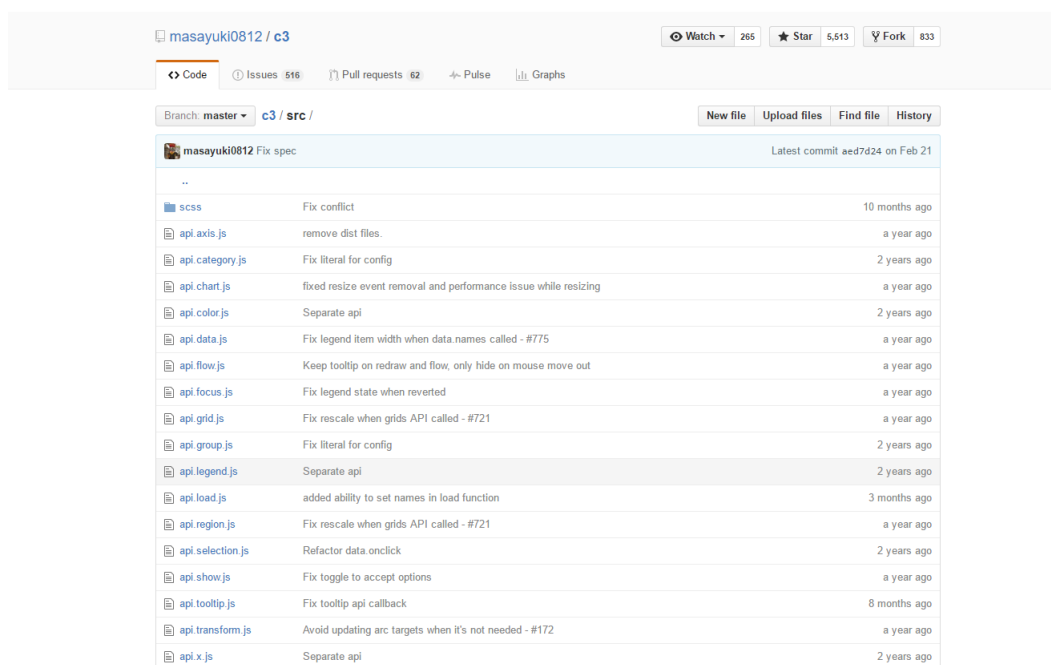 masayuki0812 / c3
Watch 265 Star 5,513 Fork 833
Code Issues 516 Pull requests 62 Pulse Graphs
Branch: master c3 / src / New file Upload files Find file History
masayuki0812 Fix spec Latest commit aed7d24 on Feb 21
..
scss Fix conflict 10 months ago
api.axis.js remove dist files. a year ago
api.category.js Fix literal for config 2 years ago
api.chart.js fixed resize event removal and performance issue while resizing a year ago
api.color.js Separate api 2 years ago
api.data.js Fix legend item width when data.names called - #775 a year ago
api.flow.js Keep tooltip on redraw and flow, only hide on mouse move out a year ago
api.focus.js Fix legend state when reverted a year ago
api.grid.js Fix rescale when grids API called - #721 a year ago
api.group.js Fix literal for config 2 years ago
api.legend.js Separate api 2 years ago
api.load.js added ability to set names in load function 3 months ago
api.region.js Fix rescale when grids API called - #721 a year ago
api.selection.js Refactor data.onclick 2 years ago
api.show.js Fix toggle to accept options a year ago
api.tooltip.js Fix tooltip api callback 8 months ago
api.transform.js Avoid updating arc targets when it's not needed - #172 a year ago
api.x.js Separate api 2 years ago